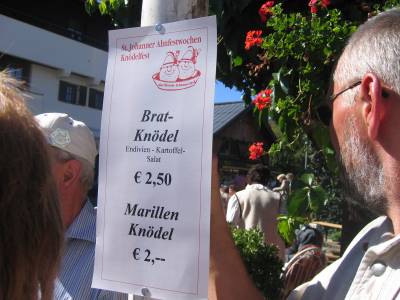 St. Johanner Almfestwochen
Knödelfest
Brat-
Knödel
Endivien - Kartoffel-
Salat
€ 2,50
Marillen
Knödel
€ 2,--